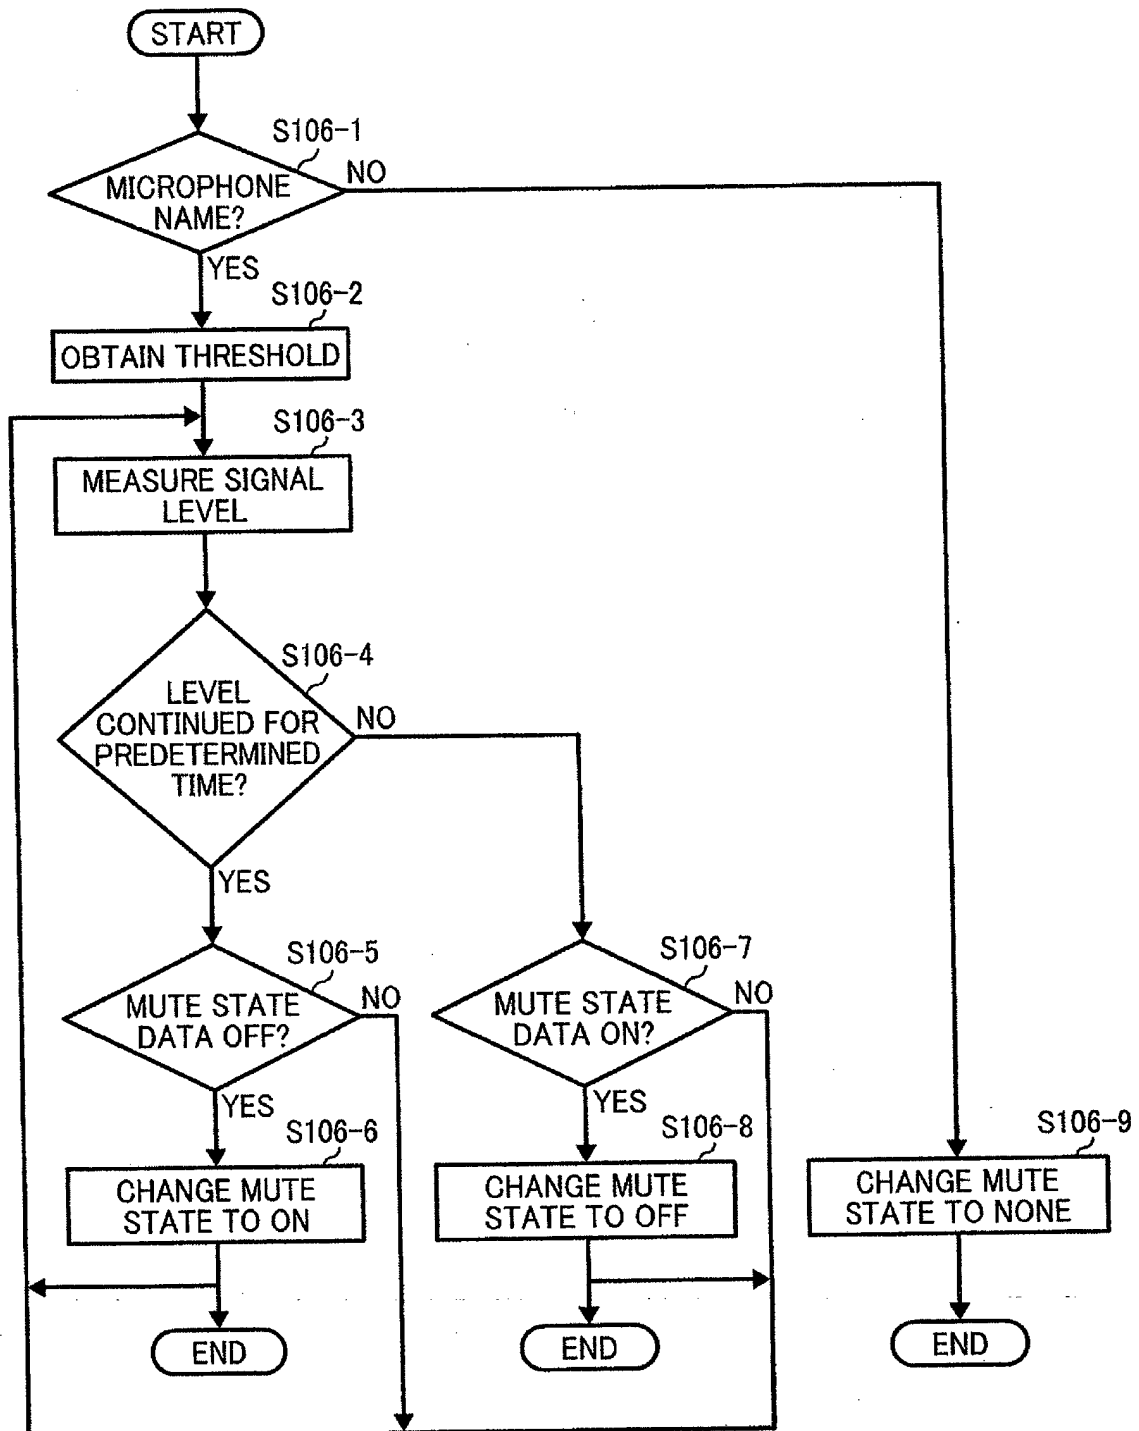 START
S106-1
MICROPHONE
NAME?
NO
YES
S106-2
OBTAIN THRESHOLD
S106-3
MEASURE SIGNAL
LEVEL
S106-4
LEVEL
CONTINUED FOR
PREDETERMINED
TIME?
NO
YES
S106-5
MUTE STATE
DATA OFF?
NO
YES
S106-7
MUTE STATE
DATA ON?
NO
YES
S106-6
CHANGE MUTE
STATE TO ON
S106-8
CHANGE MUTE
STATE TO OFF
S106-9
CHANGE MUTE
STATE TO NONE
END
END
END